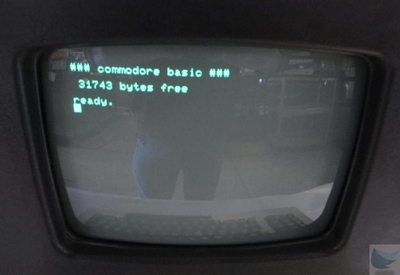 ### commodore basic ###
31743 bytes free
ready.